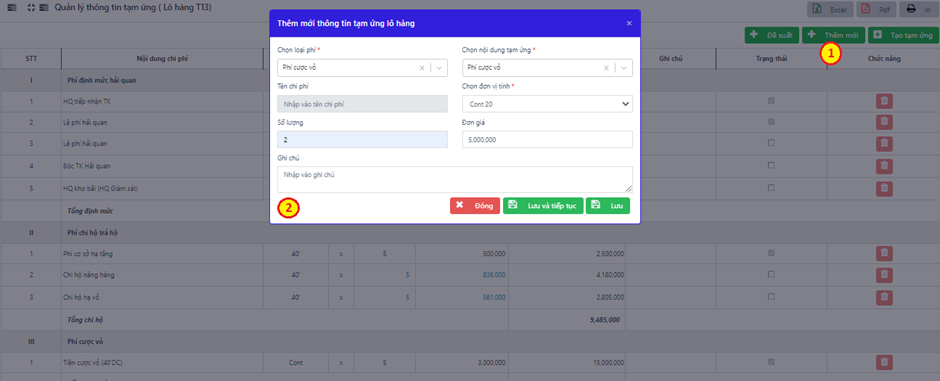 Quản lý thông tin tạm ứng ( Lô hàng T13)
Excel Pdf In
Đề xuất Thêm mới Tạo tạm ứng
1
STT Nội dung chi phí Ghi chú Trạng thái Chức năng
I Phí định mức hải quan
1 HQ tiếp nhận TK
2 Lệ phí hải quan
3 Lệ phí hải quan
4 Bóc TK Hải quan
5 HQ kho bãi (HQ Giám sát)
Tổng định mức
II Phí chi hộ trả hộ
1 Phí cơ sở hạ tầng 40' x 5 500,000 2,500,000
2 Chi hộ nâng hàng 40' x 5 836,000 4,180,000
3 Chi hộ hạ vỏ 40' x 5 561,000 2,805,000
Tổng chi hộ 9,485,000
III Phí cược vỏ
1 Tiền cược vỏ (40'DC) Cont x 5 3,000,000 15,000,000
Thêm mới thông tin tạm ứng lô hàng ×
Chọn loại phí * Chọn nội dung tạm ứng *
Phí cược vỏ Phí cược vỏ
Tên chi phí Chọn đơn vị tính *
Nhập vào tên chi phí Cont 20
Số lượng Đơn giá
2 5,000,000
Ghi chú
Nhập vào ghi chú
2
Đóng Lưu và tiếp tục Lưu